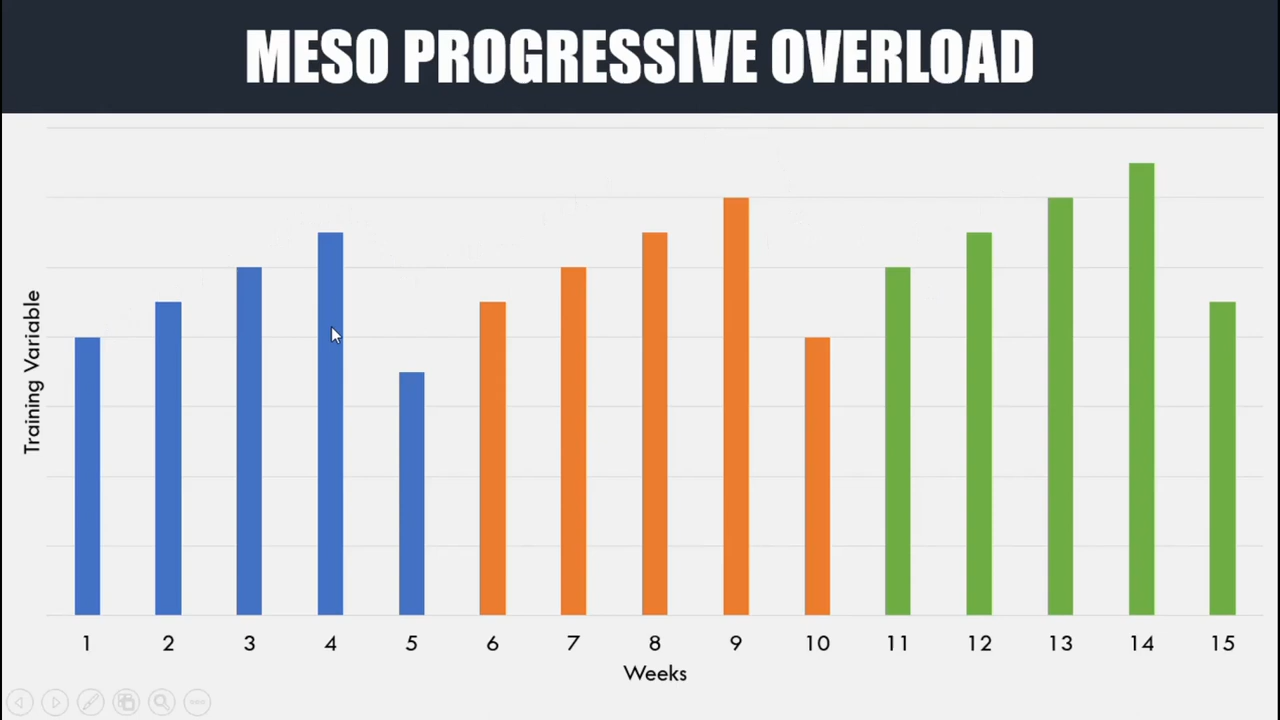 MESO PROGRESSIVE OVERLOAD
Training Variable
1 2 3 4 5 6 7 8 9 10 11 12 13 14 15
Weeks